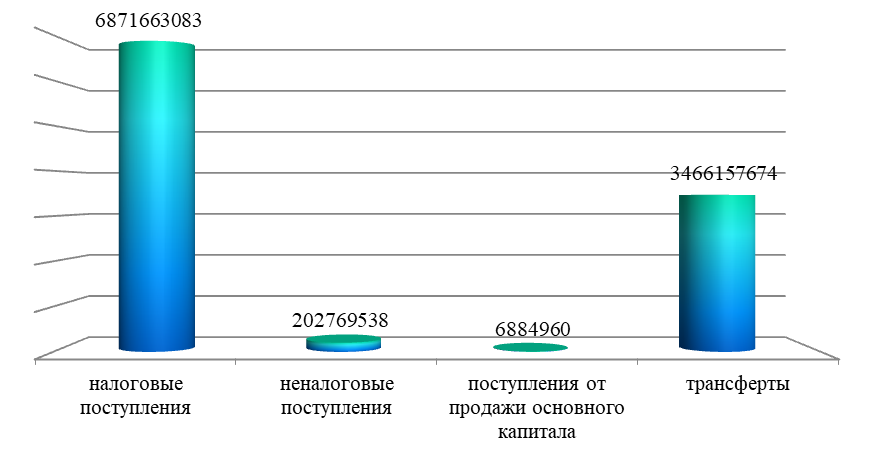 6871663083
3466157674
202769538
6884960
налоговые
поступления
неналоговые
поступления
поступления от
продажи основного
капитала
трансферты